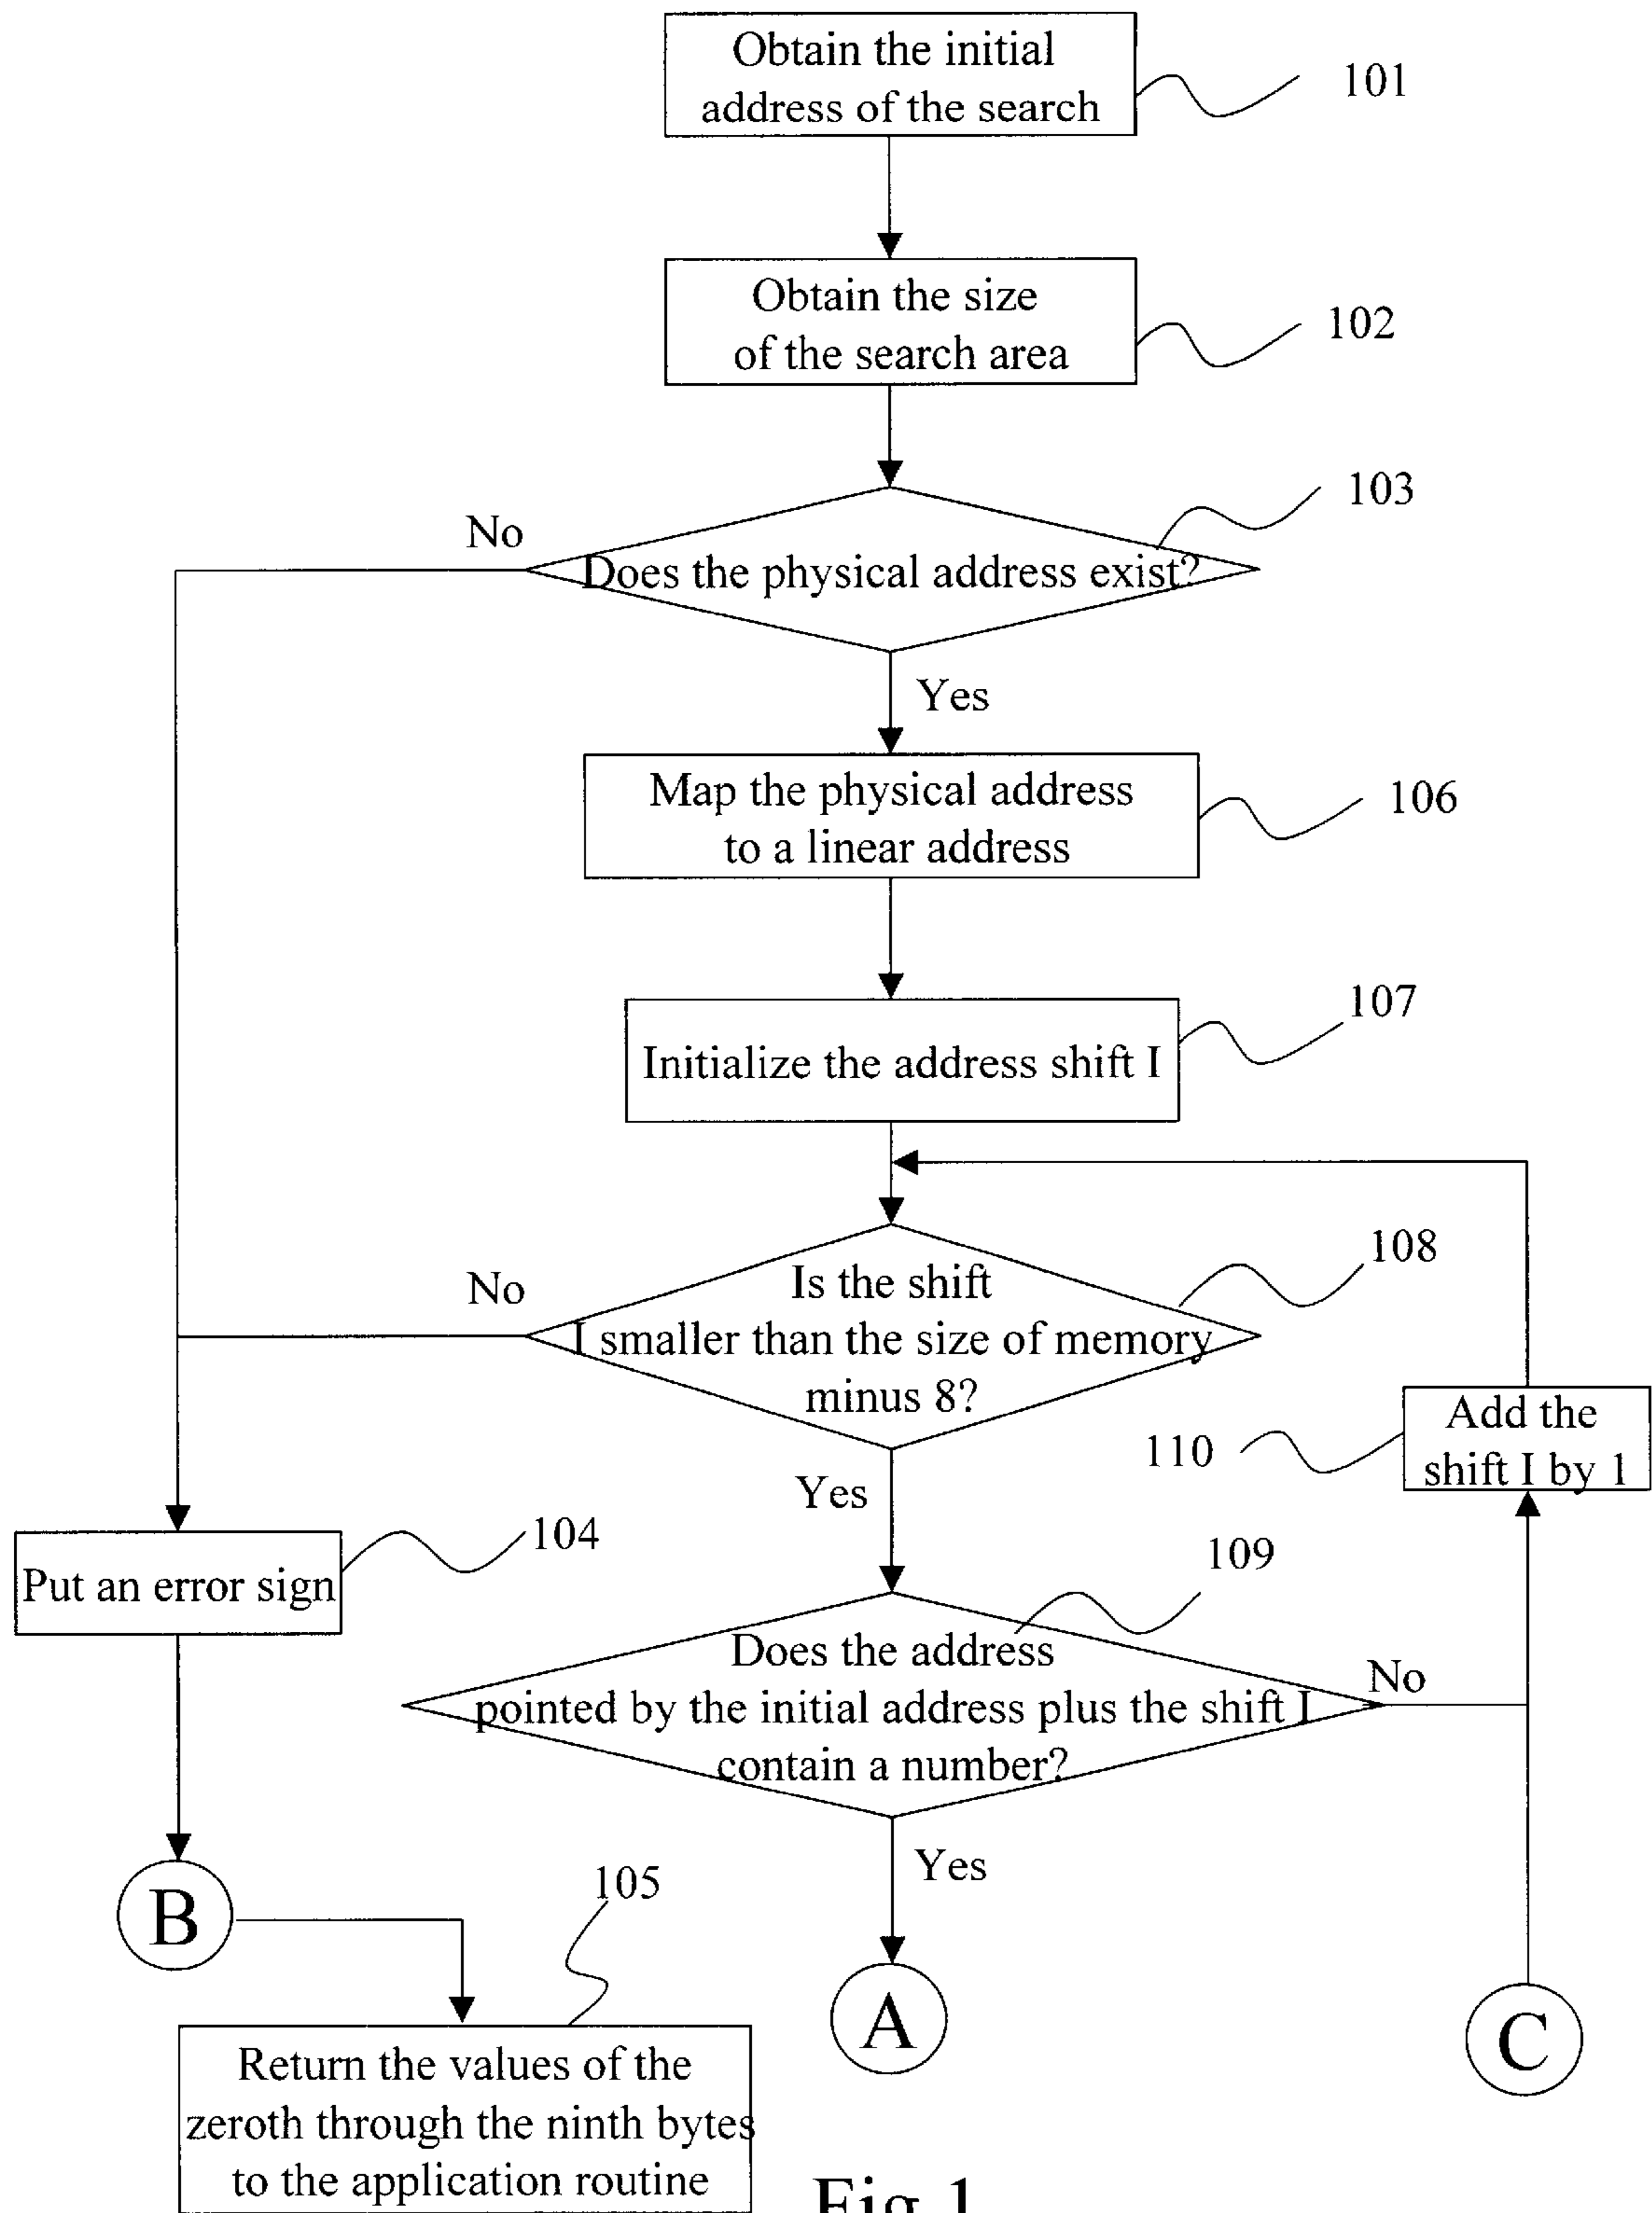 Obtain the initial
address of the search
101
Obtain the size
of the search area
102
103
No
Does the physical address exist?
Yes
Map the physical address
to a linear address
106
107
Initialize the address shift I
108
No
Is the shift
I smaller than the size of memory
minus 8?
Add the
shift I by 1
110
Yes
104
Put an error sign
109
Does the address
pointed by the initial address plus the shift I
contain a number?
No
Yes
B
105
A
C
Return the values of the
zeroth through the ninth bytes
to the application routine
Fig.1